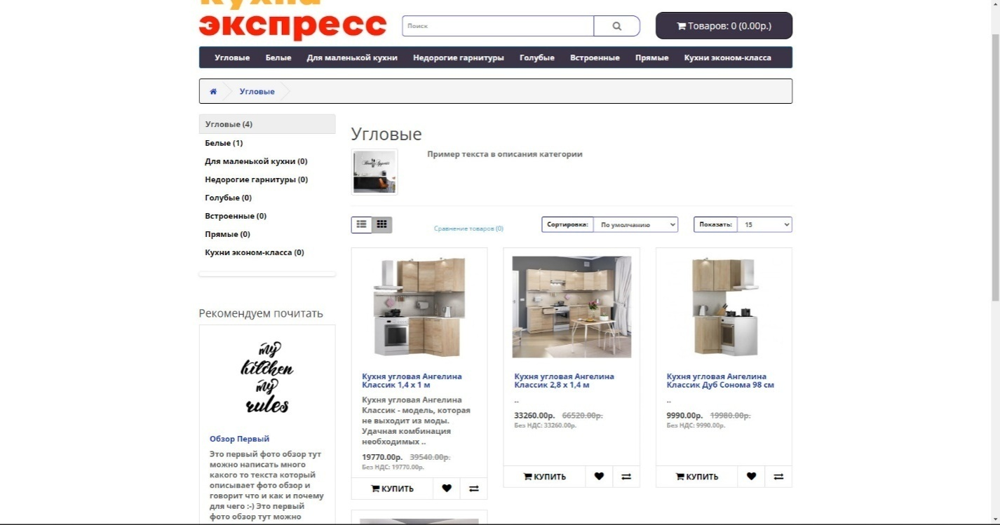 кухня
экспресс
Поиск
Товаров: 0 (0.00р.)
Угловые Белые Для маленькой кухни Недорогие гарнитуры Голубые Встроенные Прямые Кухни эконом-класса
Угловые
Угловые (4)
Белые (1)
Для маленькой кухни (0)
Недорогие гарнитуры (0)
Голубые (0)
Встроенные (0)
Прямые (0)
Кухни эконом-класса (0)
Рекомендуем почитать
my
kitchen
my
rules
Обзор Первый
Это первый фото обзор тут
можно написать много
какого то текста который
описывает фото обзор и
говорит что и как и почему
для чего :-) Это первый
фото обзор тут можно
Угловые
Пример текста в описания категории
Сравнение товаров (0)
Сортировка: По умолчанию
Показать: 15
Кухня угловая Ангелина
Классик 1,4 х 1 м
Кухня угловая Ангелина
Классик - модель, которая
не выходит из моды.
Удачная комбинация
необходимых ..
19770.00р. 39540.00р.
Без НДС: 19770.00р.
КУПИТЬ
Кухня угловая Ангелина
Классик 2,8 х 1,4 м
..
33260.00р. 66520.00р.
Без НДС: 33260.00р.
КУПИТЬ
Кухня угловая Ангелина
Классик Дуб Сонома 98 см
..
9990.00р. 19980.00р.
Без НДС: 9990.00р.
КУПИТЬ